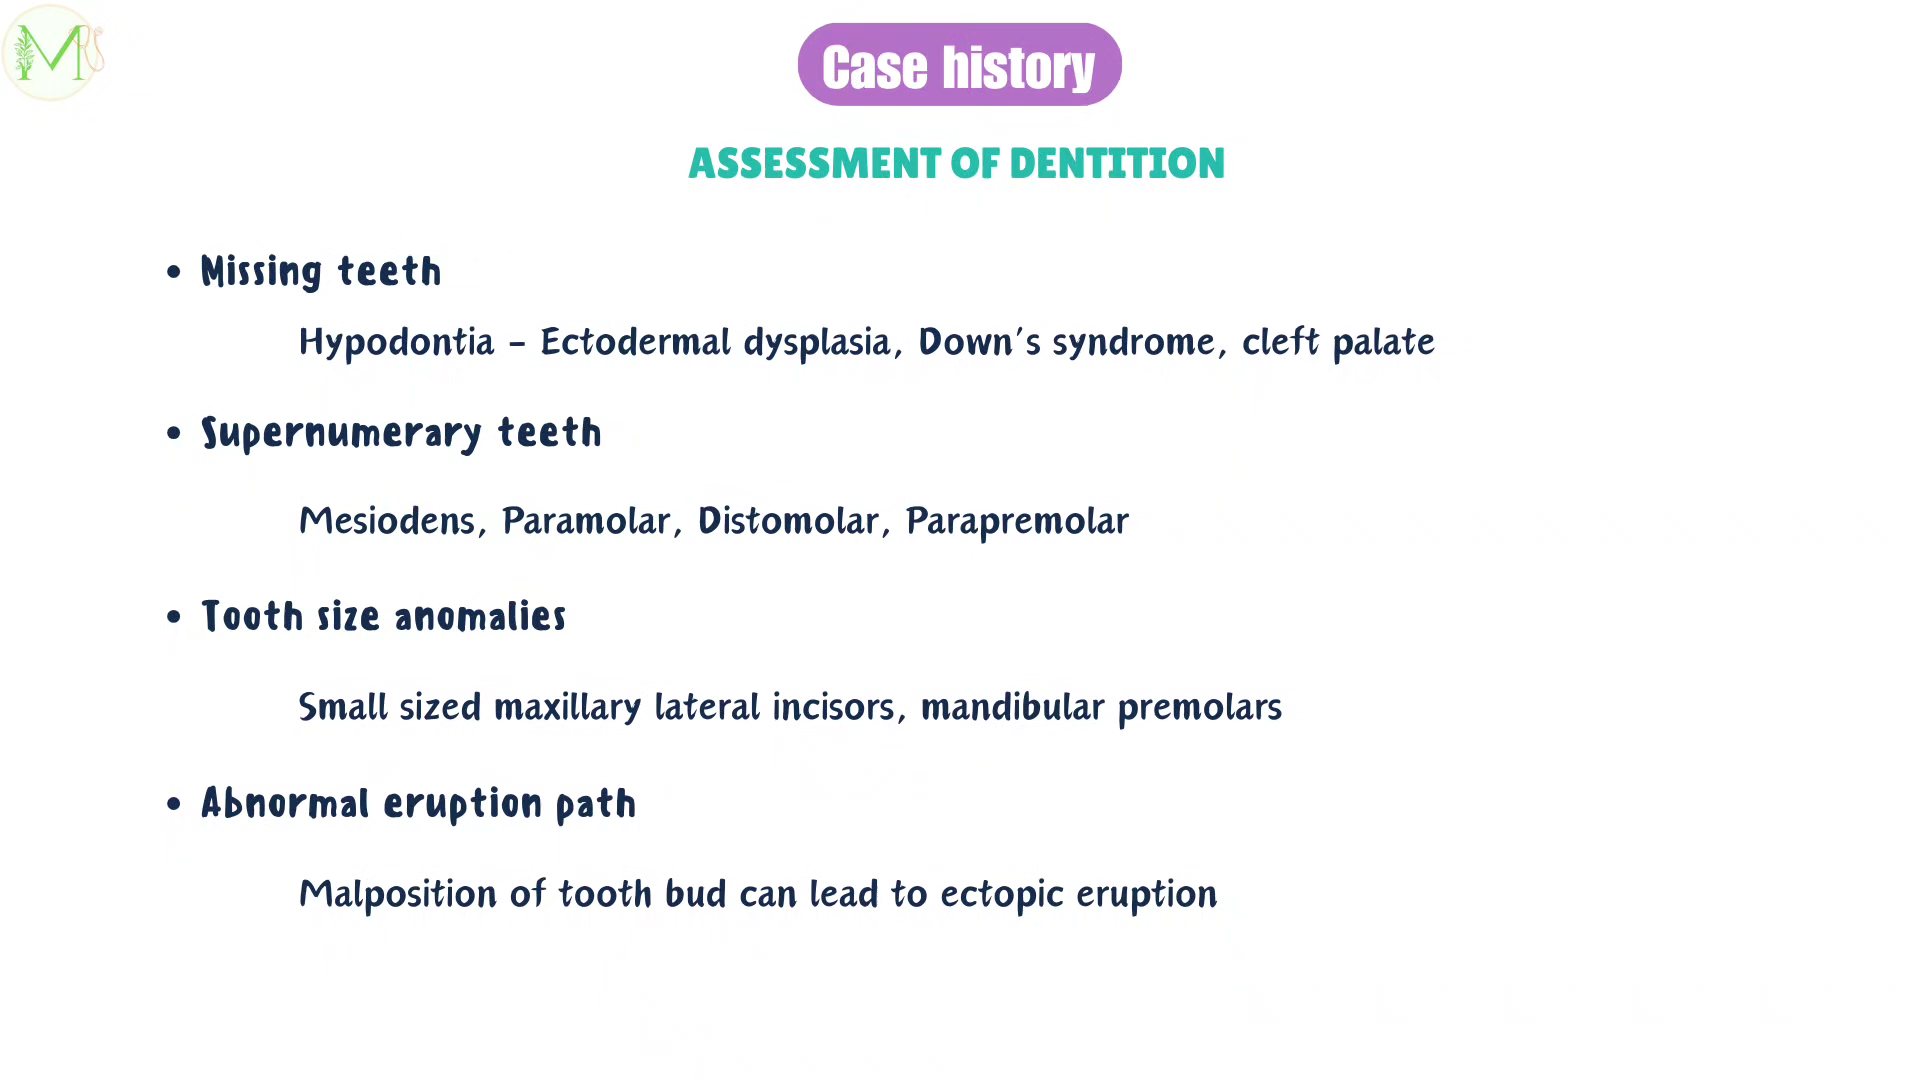 MRS
Case history
ASSESSMENT OF DENTITION
• Missing teeth
Hypodontia – Ectodermal dysplasia, Down's syndrome, cleft palate
• Supernumerary teeth
Mesiodens, Paramolar, Distomolar, Parapremolar
• Tooth size anomalies
Small sized maxillary lateral incisors, mandibular premolars
• Abnormal eruption path
Malposition of tooth bud can lead to ectopic eruption